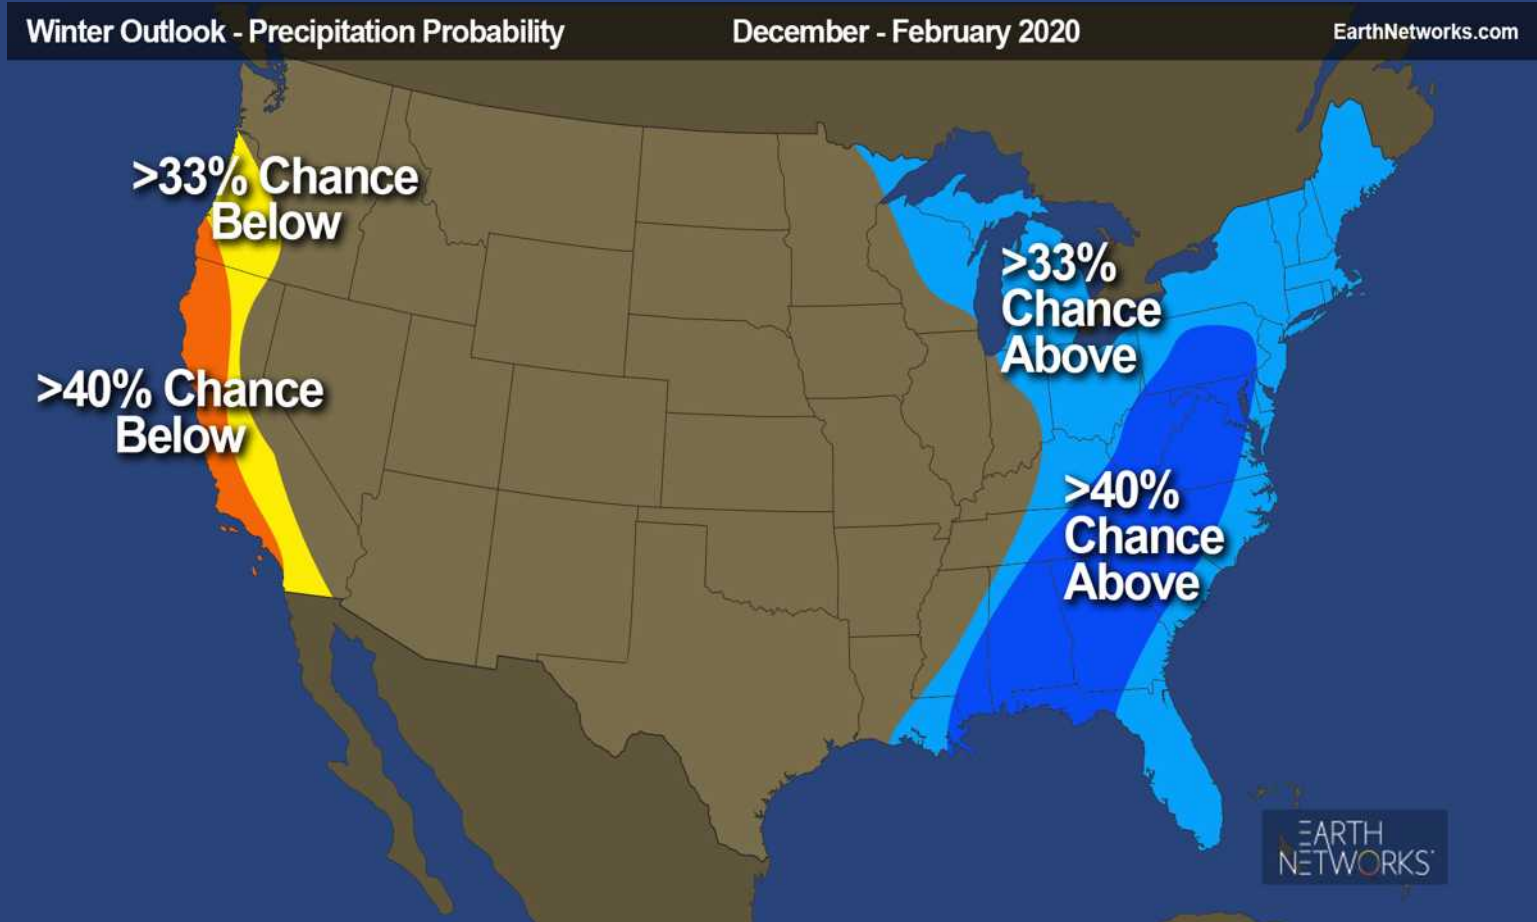 Winter Outlook - Precipitation Probability
December - February 2020
EarthNetworks.com
>33% Chance
Below
>40% Chance
Below
>33%
Chance
Above
>40%
Chance
Above
EARTH
NETWORKS